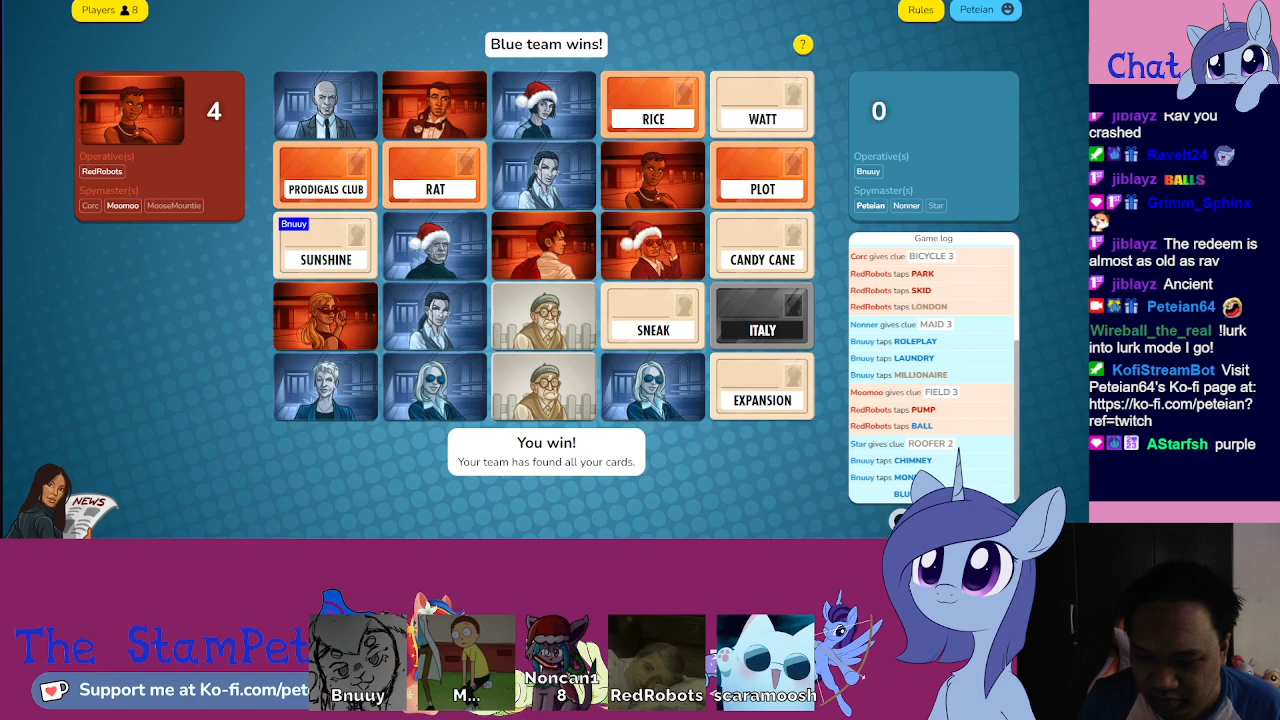 Players 8
Rules
Peteian
Blue team wins!
?
4
Operative(s)
RedRobots
Spymaster(s)
Corc Moomoo MooseMountie
RICE
WATT
PRODIGALS CLUB
RAT
PLOT
Bnuuy
SUNSHINE
CANDY CANE
SNEAK
ITALY
EXPANSION
You win!
Your team has found all your cards.
0
Operative(s)
Bnuuy
Spymaster(s)
Peteian Nonner Star
Game log
Corc gives clue BICYCLE 3
RedRobots taps PARK
RedRobots taps SKID
RedRobots taps LONDON
Nonner gives clue MAID 3
Bnuuy taps ROLEPLAY
Bnuuy taps LAUNDRY
Bnuuy taps MILLIONAIRE
Moomoo gives clue FIELD 3
RedRobots taps PUMP
RedRobots taps BALL
Star gives clue ROOFER 2
Bnuuy taps CHIMNEY
Bnuuy taps
Chat
jiblayz Rav you
crashed
Ravelt24
jiblayz BALLS
Grimm_Sphinx
jiblayz The redeem is
almost as old as rav
jiblayz Ancient
Peteian64
Wireball_the_real !lurk
into lurk mode I go!
KofiStreamBot Visit
Peteian64's Ko-fi page at:
https://ko-fi.com/peteian?
ref=twitch
AStarfsh purple
NEWS
The StamPet
Support me at Ko-fi.com/pet
Bnuuy
M...
Noncan1
8
RedRobots
scaramoosh